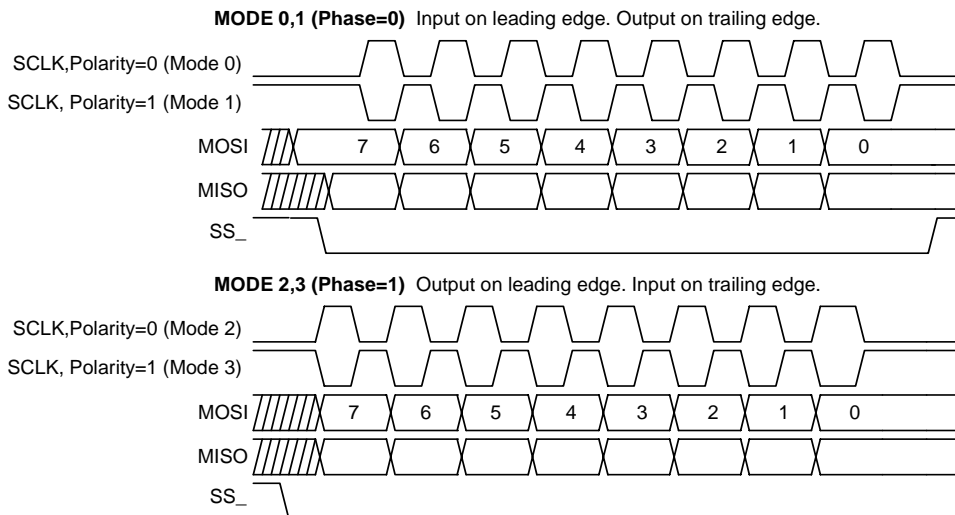 MODE 0,1 (Phase=0) Input on leading edge. Output on trailing edge.
SCLK,Polarity=0 (Mode 0)
SCLK, Polarity=1 (Mode 1)
MOSI 7 6 5 4 3 2 1 0
MISO
SS_
MODE 2,3 (Phase=1) Output on leading edge. Input on trailing edge.
SCLK,Polarity=0 (Mode 2)
SCLK, Polarity=1 (Mode 3)
MOSI 7 6 5 4 3 2 1 0
MISO
SS_